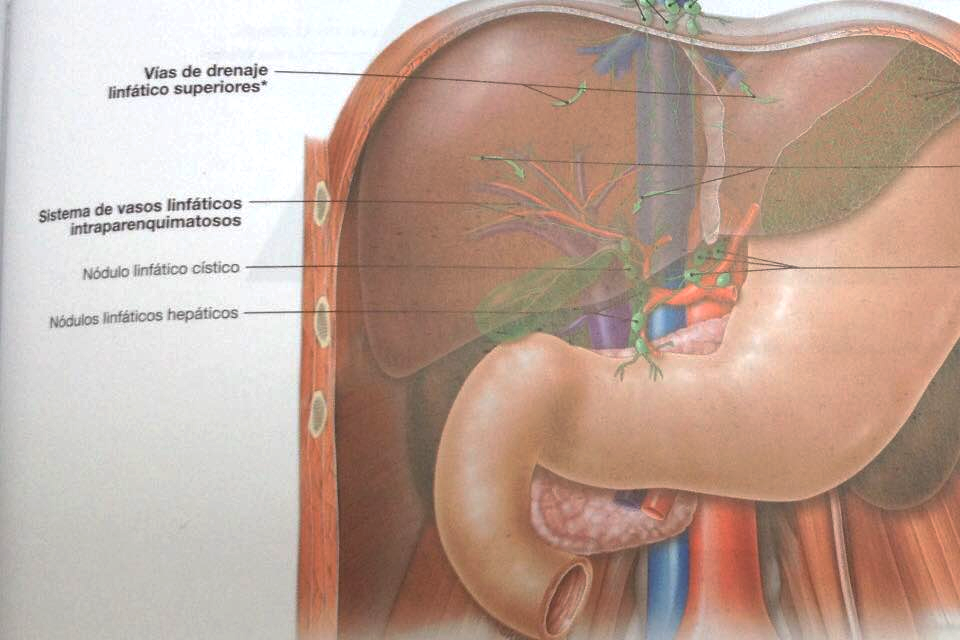 Vías de drenaje
linfático superiores*
Sistema de vasos linfáticos
intraparenquimatosos
Nódulo linfático cístico
Nódulos linfáticos hepáticos